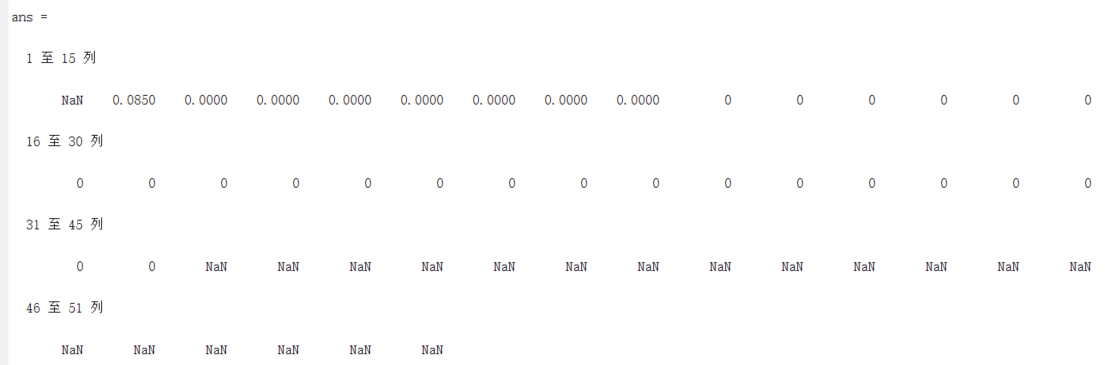 ans =
1 至 15 列
NaN 0.0850 0.0000 0.0000 0.0000 0.0000 0.0000 0.0000 0.0000 0 0 0 0 0 0
16 至 30 列
0 0 0 0 0 0 0 0 0 0 0 0 0 0 0
31 至 45 列
0 0 NaN NaN NaN NaN NaN NaN NaN NaN NaN NaN NaN NaN NaN
46 至 51 列
NaN NaN NaN NaN NaN NaN